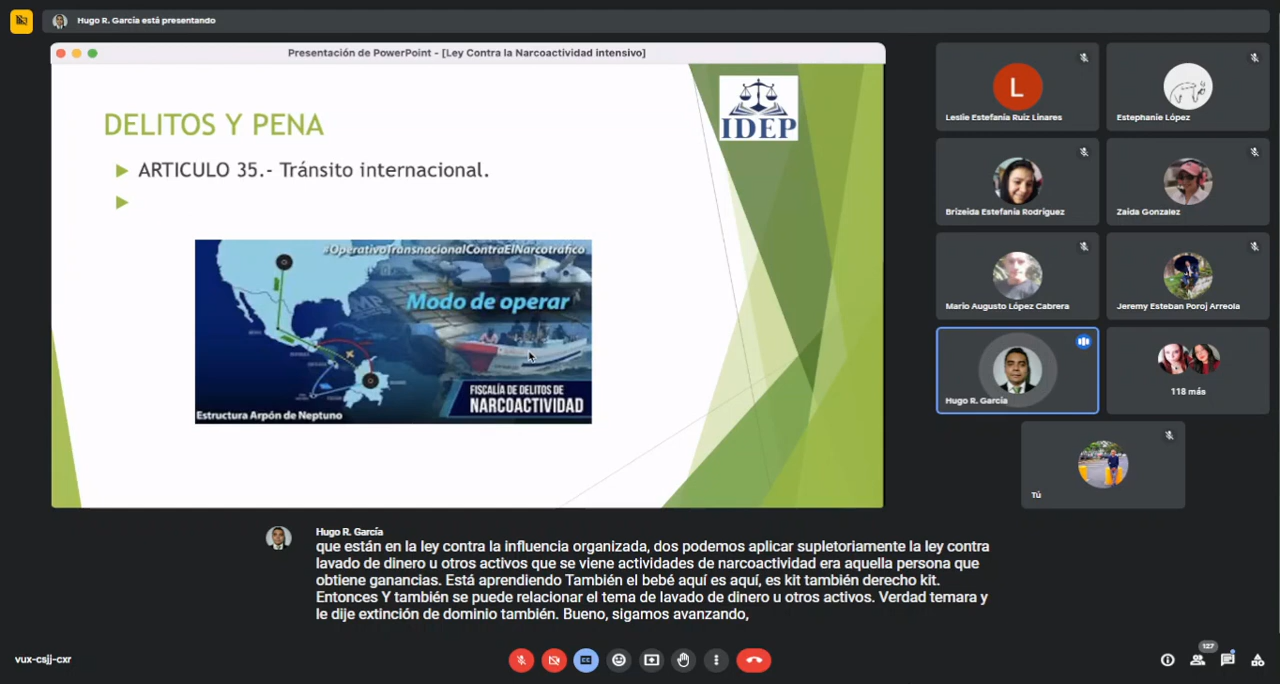 Hugo R. García está presentando
Presentación de PowerPoint - [Ley Contra la Narcoactividad intensivo]
IDEP
DELITOS Y PENA
ARTICULO 35.- Tránsito internacional.
#OperativoTransnacionalContraElNarcotráfico
MP
Modo de operar
FISCALÍA DE DELITOS DE
NARCOACTIVIDAD
Estructura Arpón de Neptuno
L
Leslie Estefanía Ruiz Linares
Estephanie López
Brizeida Estefanía Rodríguez
Zaida Gonzalez
Mario Augusto López Cabrera
Jeremy Esteban Poroj Arreola
Hugo R. García
118 más
Tú
Hugo R. García
que están en la ley contra la influencia organizada, dos podemos aplicar supletoriamente la ley contra
lavado de dinero u otros activos que se viene actividades de narcoactividad era aquella persona que
obtiene ganancias. Está aprendiendo También el bebé aquí es aquí, es kit también derecho kit.
Entonces Y también se puede relacionar el tema de lavado de dinero u otros activos. Verdad temara y
le dije extinción de dominio también. Bueno, sigamos avanzando,
vux-csjj-cxr
CC
127